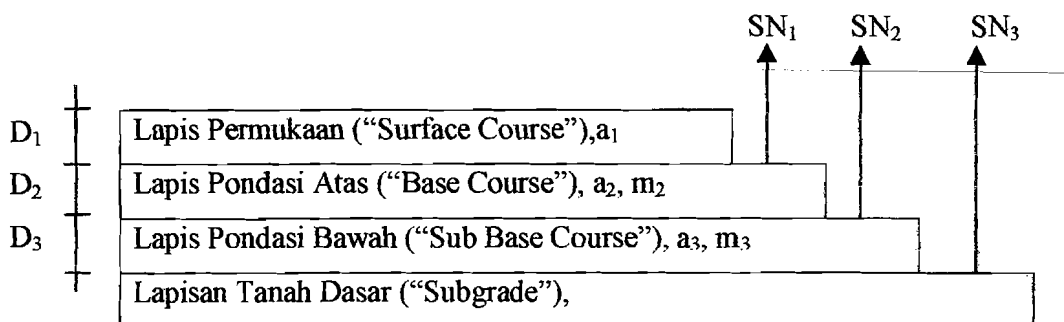 SN₁ SN₂ SN₃
D₁ Lapis Permukaan (“Surface Course”),a₁
D₂ Lapis Pondasi Atas (“Base Course”), a₂, m₂
D₃ Lapis Pondasi Bawah (“Sub Base Course”), a₃, m₃
Lapisan Tanah Dasar (“Subgrade”),